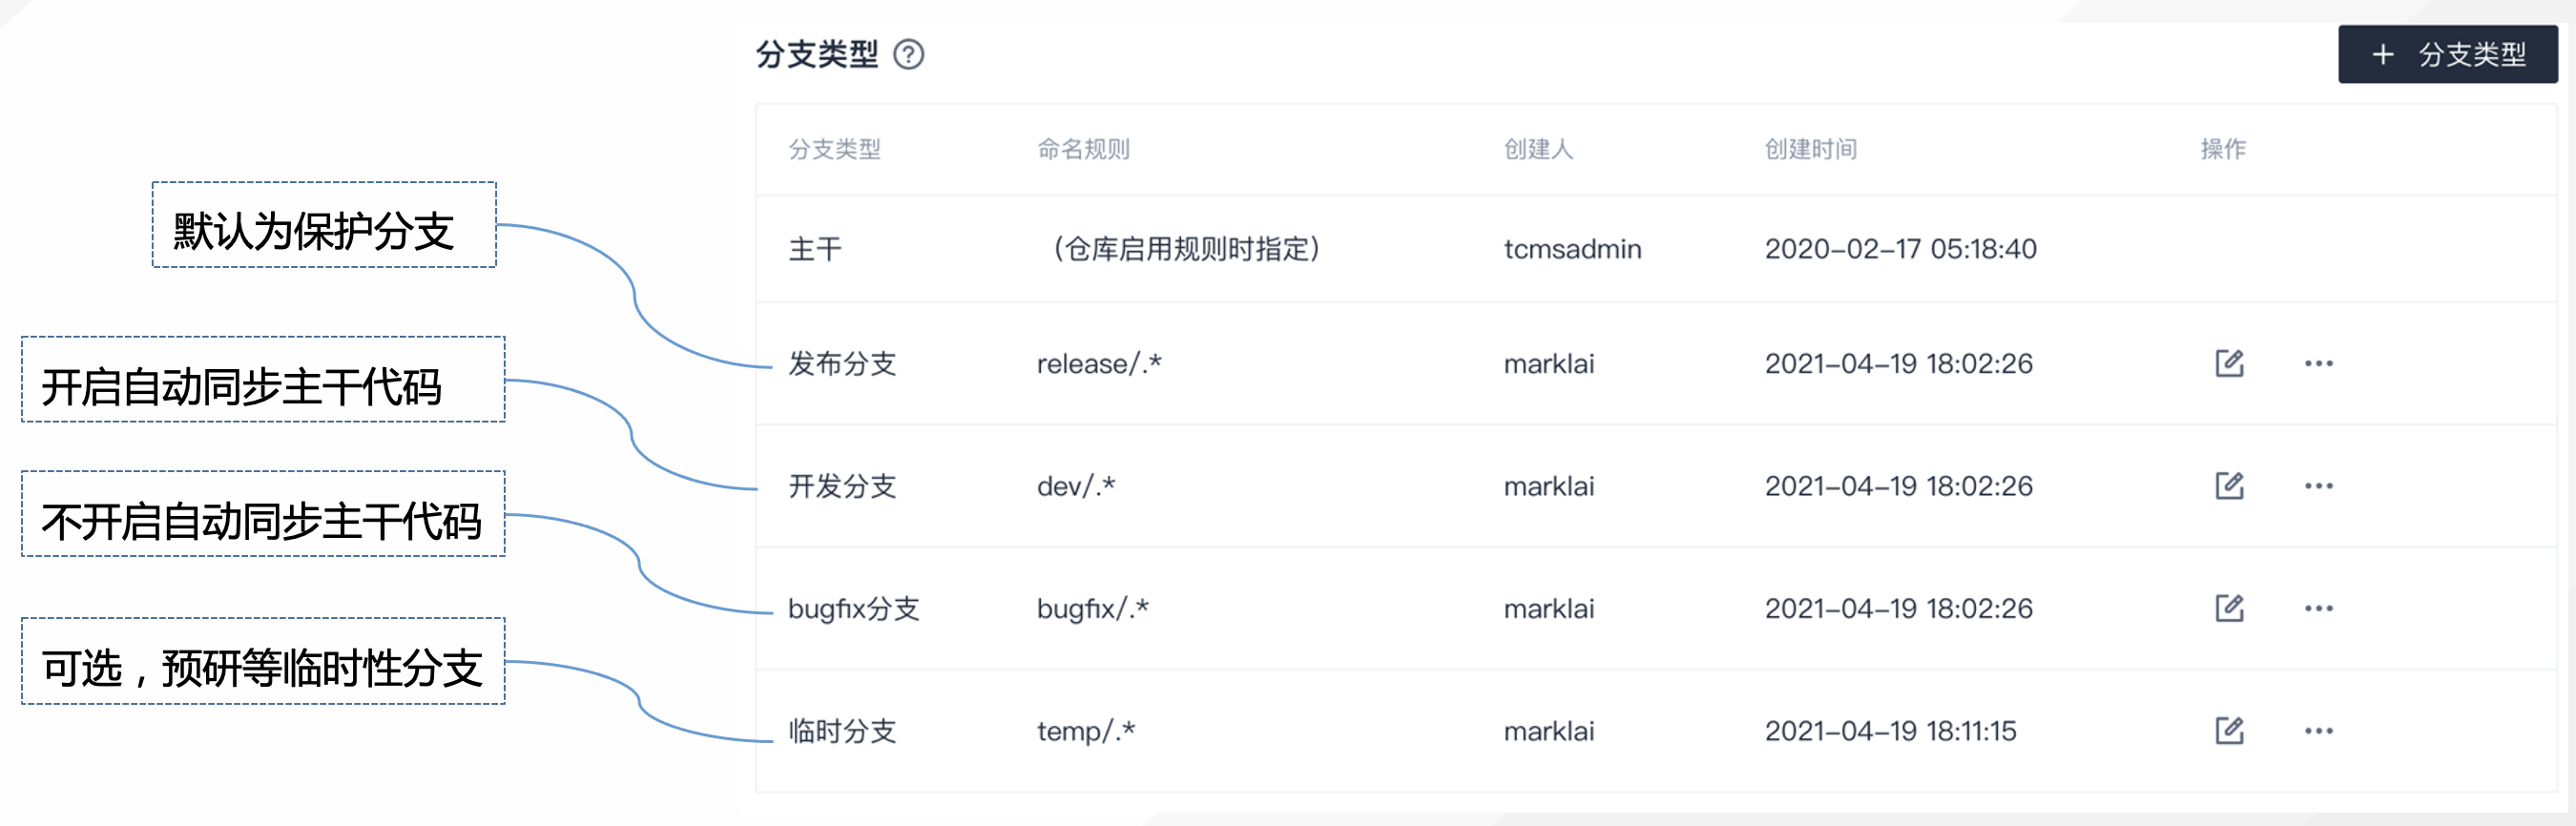 分支类型 ?
+ 分支类型
分支类型 命名规则 创建人 创建时间 操作
主干 （仓库启用规则时指定） tcmsadmin 2020-02-17 05:18:40
发布分支 release/.* marklai 2021-04-19 18:02:26
开发分支 dev/.* marklai 2021-04-19 18:02:26
bugfix分支 bugfix/.* marklai 2021-04-19 18:02:26
临时分支 temp/.* marklai 2021-04-19 18:11:15
默认为保护分支
开启自动同步主干代码
不开启自动同步主干代码
可选，预研等临时性分支